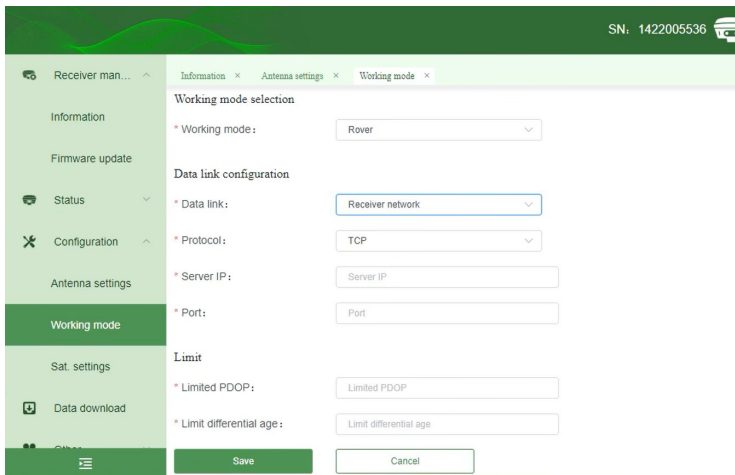 SN: 1422005536
Receiver man...
Information
Firmware update
Status
Configuration
Antenna settings
Working mode
Sat. settings
Data download
Other
Information ×
Antenna settings ×
Working mode ×
Working mode selection
* Working mode: Rover
Data link configuration
* Data link: Receiver network
* Protocol: TCP
* Server IP: Server IP
* Port: Port
Limit
* Limited PDOP: Limited PDOP
* Limit differential age: Limit differential age
Save
Cancel